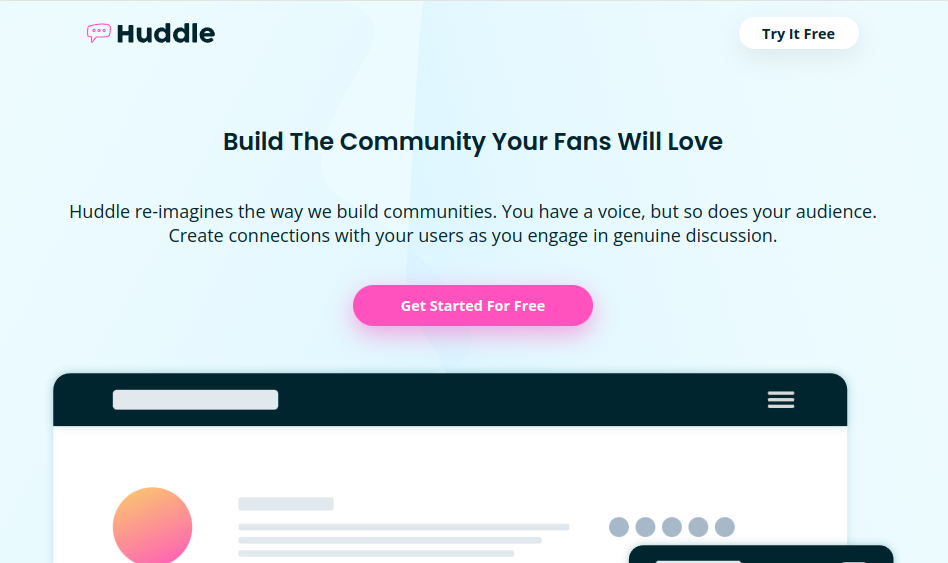 Huddle
Try It Free
Build The Community Your Fans Will Love
Huddle re-imagines the way we build communities. You have a voice, but so does your audience.
Create connections with your users as you engage in genuine discussion.
Get Started For Free